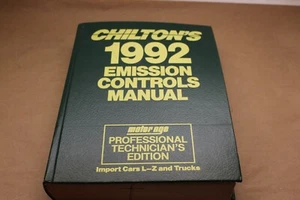 CHILTON'S
1992
EMISSION
CONTROLS
MANUAL
motor age
PROFESSIONAL
TECHNICIAN'S
EDITION
Import Cars L-Z and Trucks